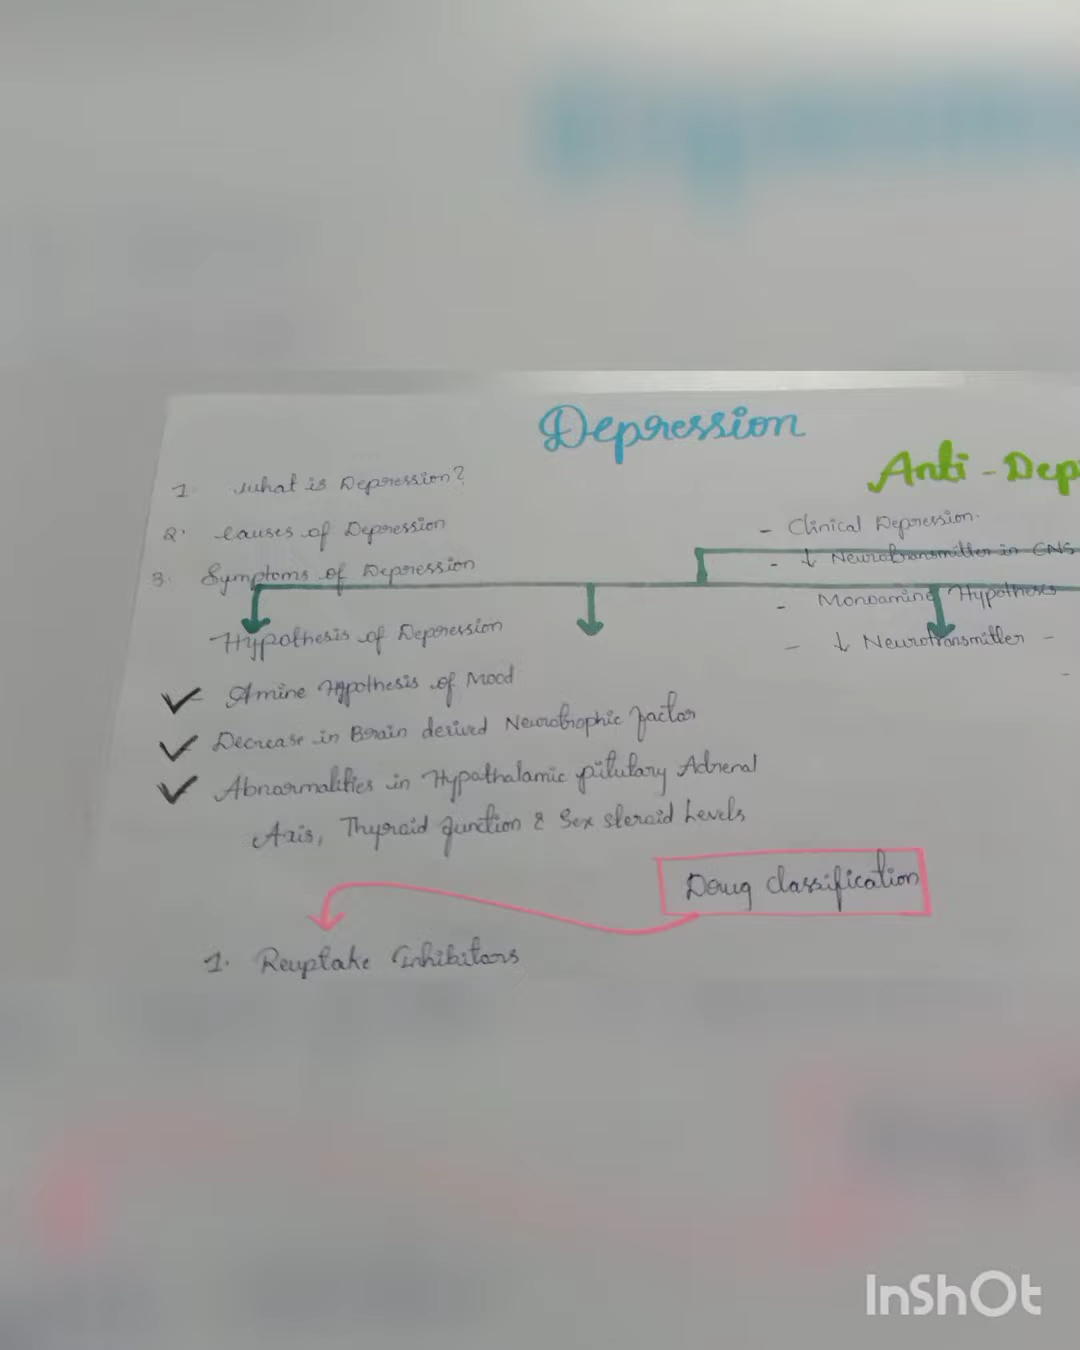 Depression
Anti-Dep
1. What is Depression?
2. Causes of Depression
3. Symptoms of Depression
- Clinical Depression.
- ↓ Neurotransmitter in CNS
- Monoamine Hypothesis
- ↓ Neurotransmitter -
Hypothesis of Depression
Amine Hypothesis of Mood
Decrease in Brain derived Neurotrophic factor
Abnormalities in Hypothalamic pitutary Adrenal
Axis, Thyroid function & Sex steroid Levels
Drug classification
1. Reuptake Inhibitors
InShOt